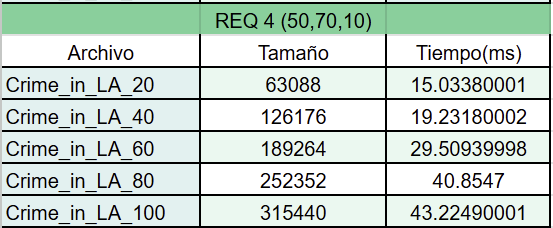 REQ 4 (50,70,10)
Archivo Tamaño Tiempo(ms)
Crime_in_LA_20 63088 15.03380001
Crime_in_LA_40 126176 19.23180002
Crime_in_LA_60 189264 29.50939998
Crime_in_LA_80 252352 40.8547
Crime_in_LA_100 315440 43.22490001